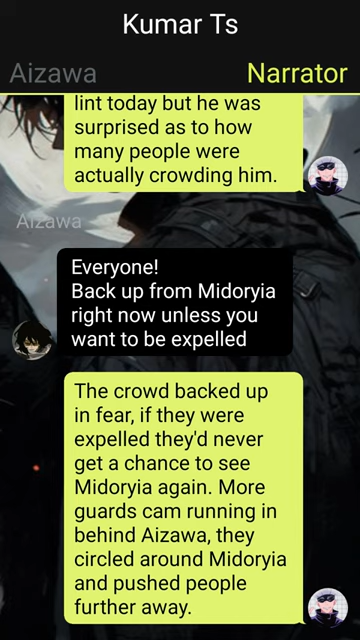 Kumar Ts
Aizawa
Narrator
lint today but he was
surprised as to how
many people were
actually crowding him.
Aizawa
Everyone!
Back up from Midoryia
right now unless you
want to be expelled
The crowd backed up
in fear, if they were
expelled they'd never
get a chance to see
Midoryia again. More
guards cam running in
behind Aizawa, they
circled around Midoryia
and pushed people
further away.